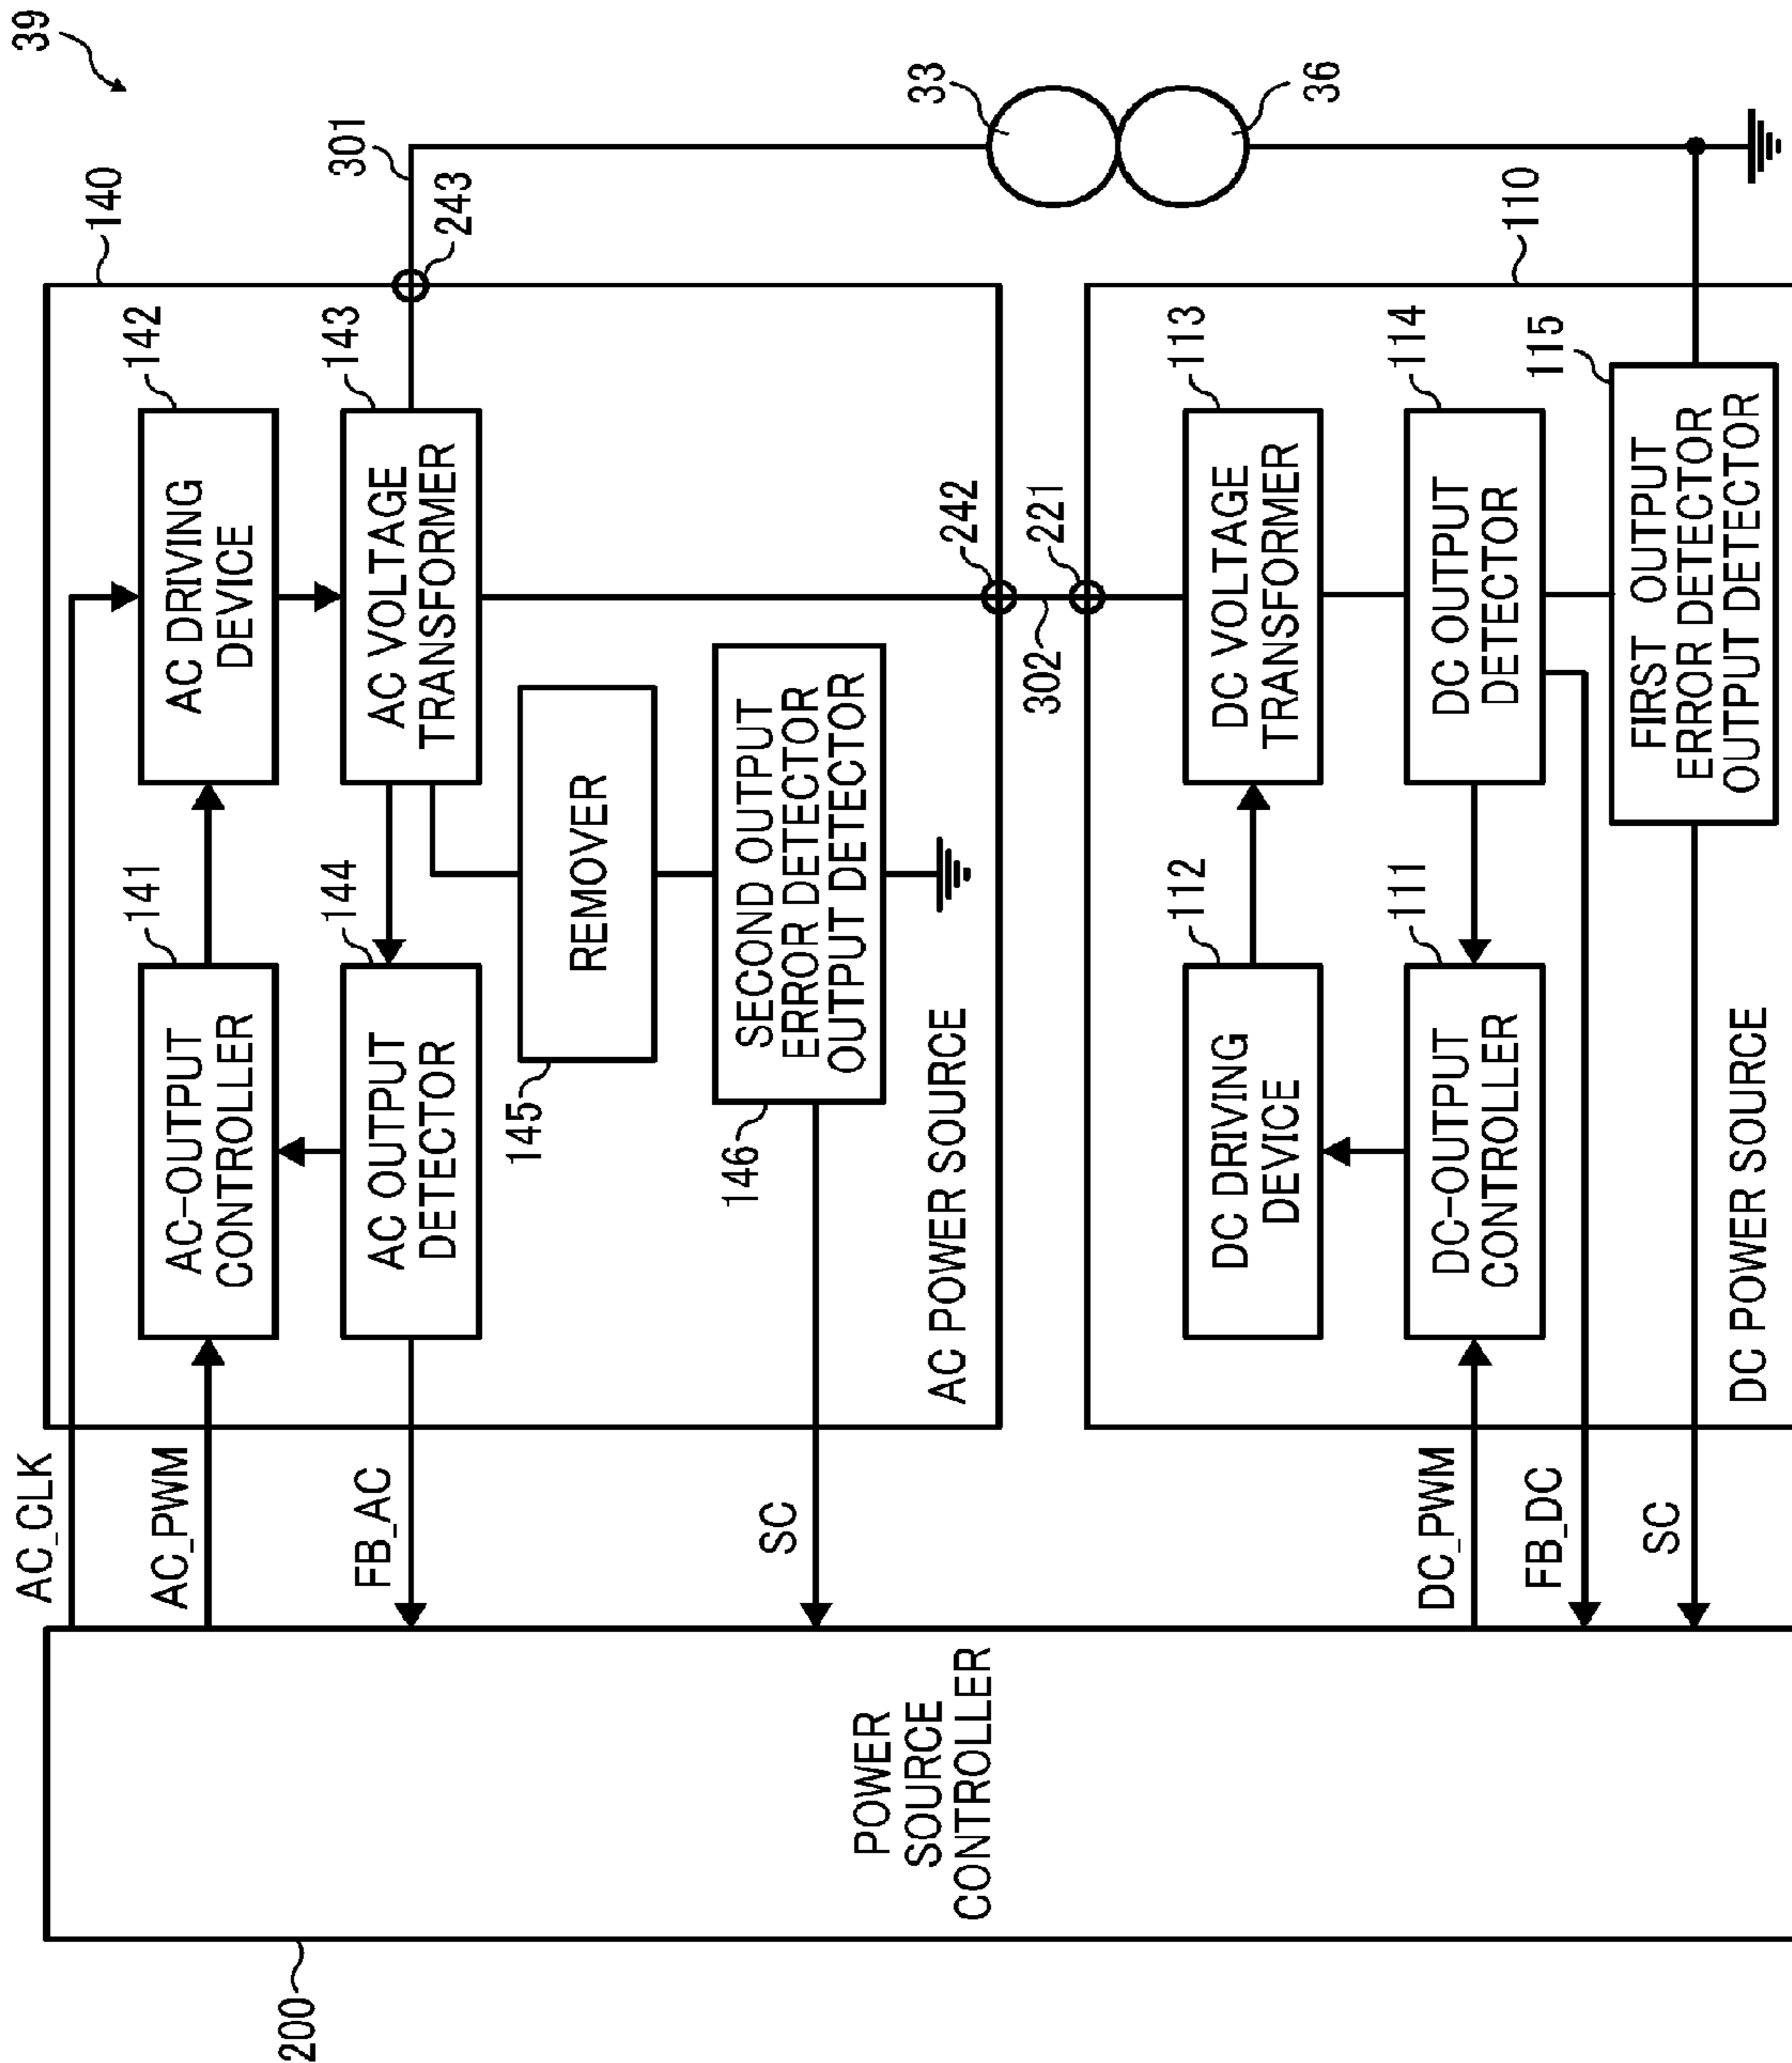 39
140
301
243
33
36
110
AC_CLK
AC_PWM
FB_AC
SC
DC_PWM
FB_DC
SC
141
AC-OUTPUT
CONTROLLER
142
AC DRIVING
DEVICE
144
AC OUTPUT
DETECTOR
143
AC VOLTAGE
TRANSFORMER
145
REMOVER
146
SECOND OUTPUT
ERROR DETECTOR
OUTPUT DETECTOR
AC POWER SOURCE
242
302
221
112
DC DRIVING
DEVICE
113
DC VOLTAGE
TRANSFORMER
111
DC-OUTPUT
CONTROLLER
114
DC OUTPUT
DETECTOR
115
FIRST OUTPUT
ERROR DETECTOR
OUTPUT DETECTOR
DC POWER SOURCE
200
POWER
SOURCE
CONTROLLER